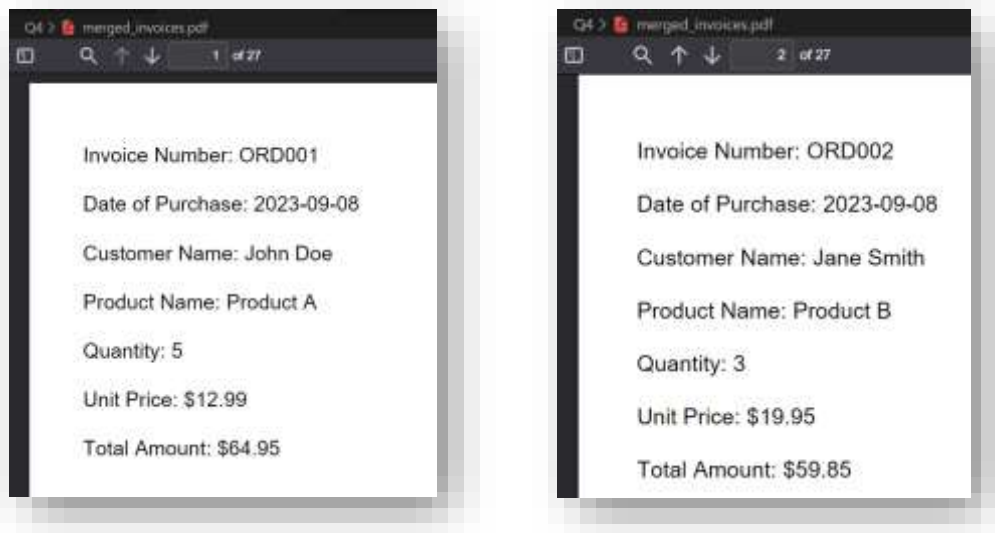 Q4 > merged_invoices.pdf
1 of 27
Invoice Number: ORD001
Date of Purchase: 2023-09-08
Customer Name: John Doe
Product Name: Product A
Quantity: 5
Unit Price: $12.99
Total Amount: $64.95
Q4 > merged_invoices.pdf
2 of 27
Invoice Number: ORD002
Date of Purchase: 2023-09-08
Customer Name: Jane Smith
Product Name: Product B
Quantity: 3
Unit Price: $19.95
Total Amount: $59.85